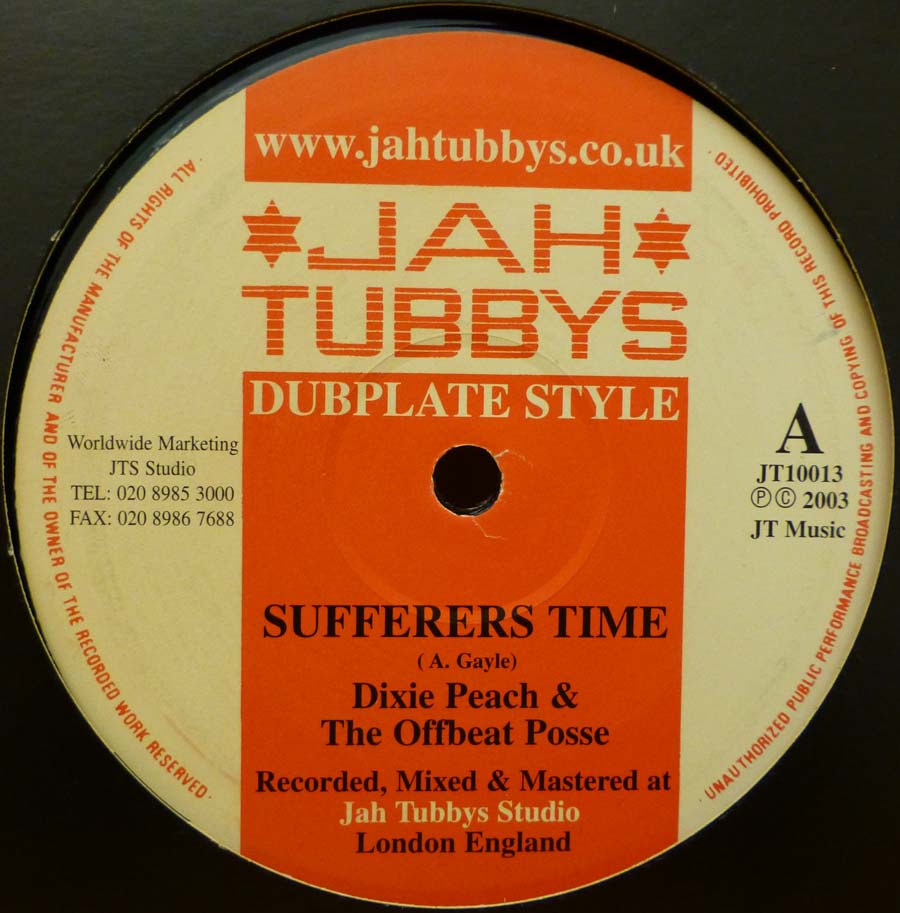 www.jahtubbys.co.uk
JAH
TUBBYS
DUBPLATE STYLE
Worldwide Marketing
JTS Studio
TEL: 020 8985 3000
FAX: 020 8986 7688
A
JT10013
Ⓟ © 2003
JT Music
SUFFERERS TIME
( A. Gayle)
Dixie Peach &
The Offbeat Posse
Recorded, Mixed & Mastered at
Jah Tubbys Studio
London England
ALL RIGHTS OF THE MANUFACTURER AND OF THE OWNER OF THE RECORDED WORK RESERVED ·
· UNAUTHORIZED PUBLIC PERFORMANCE BROADCASTING AND COPYING OF THIS RECORD PROHIBITED ·